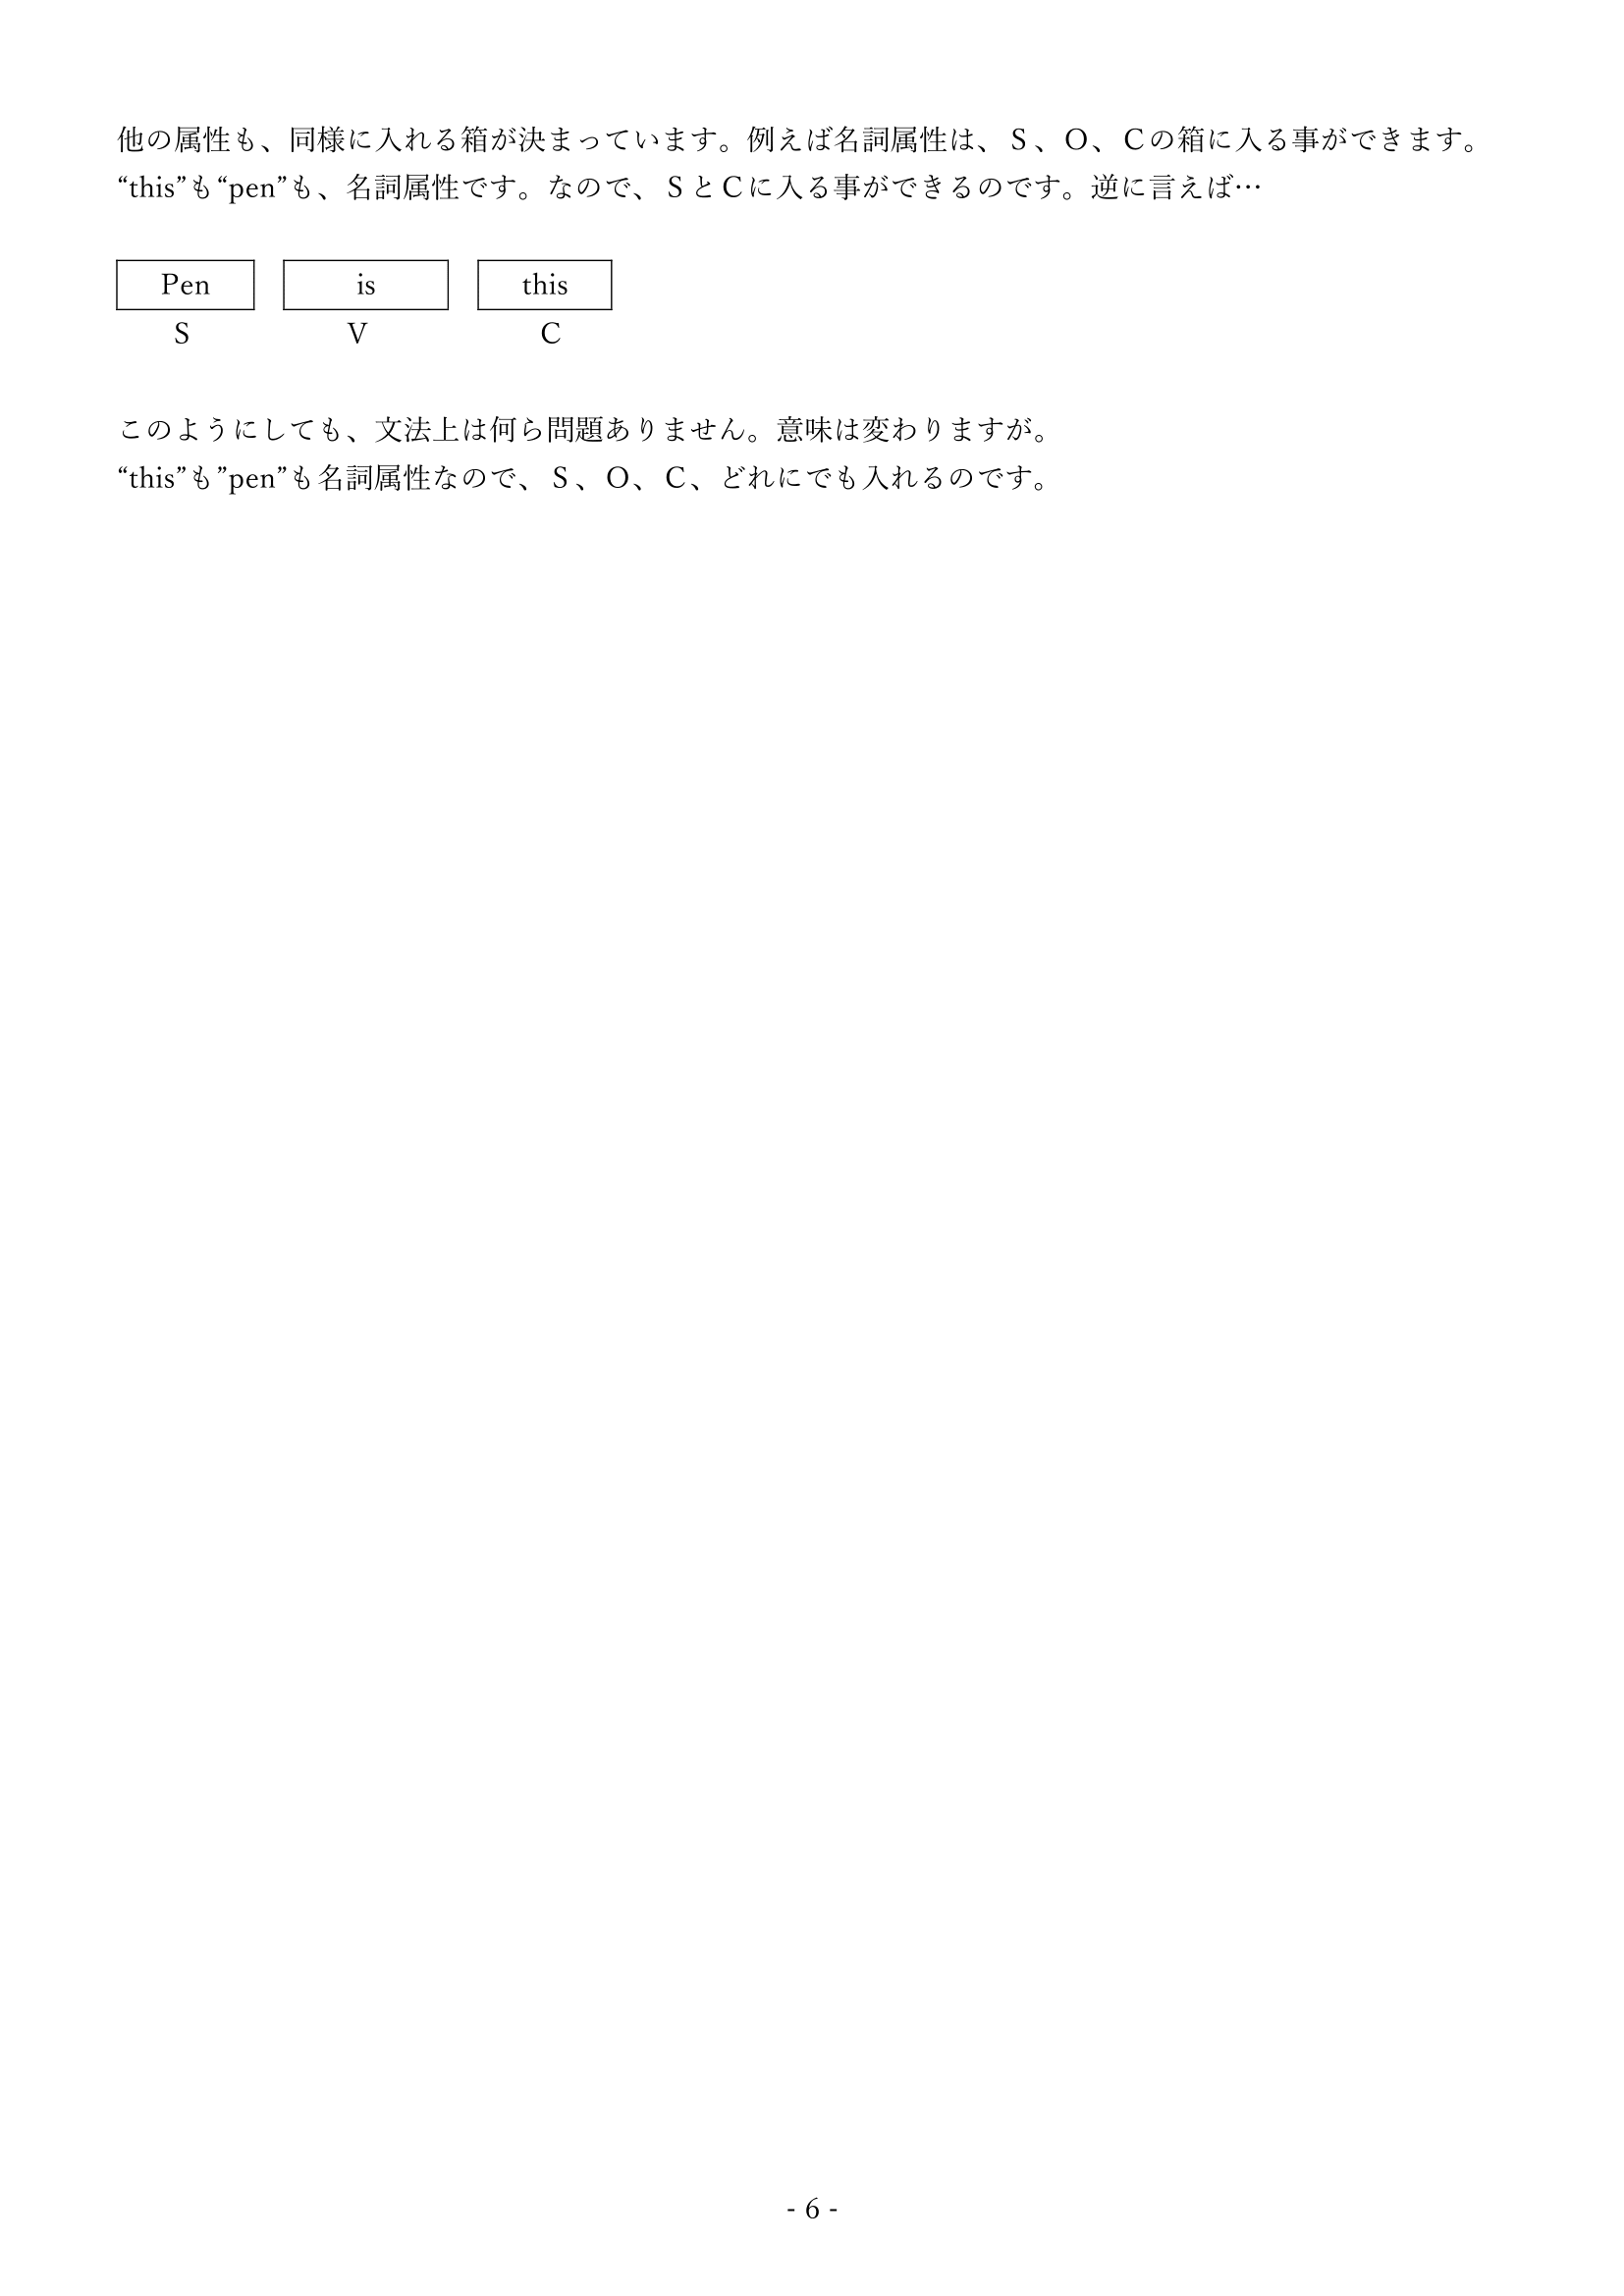 他の属性も、同様に入れる箱が決まっています。例えば名詞属性は、Ｓ、Ｏ、Ｃの箱に入る事ができます。
“this”も“pen”も、名詞属性です。なので、ＳとＣに入る事ができるのです。逆に言えば…
Pen is this
S V C
このようにしても、文法上は何ら問題ありません。意味は変わりますが。
“this”も”pen”も名詞属性なので、Ｓ、Ｏ、Ｃ、どれにでも入れるのです。
- 6 -